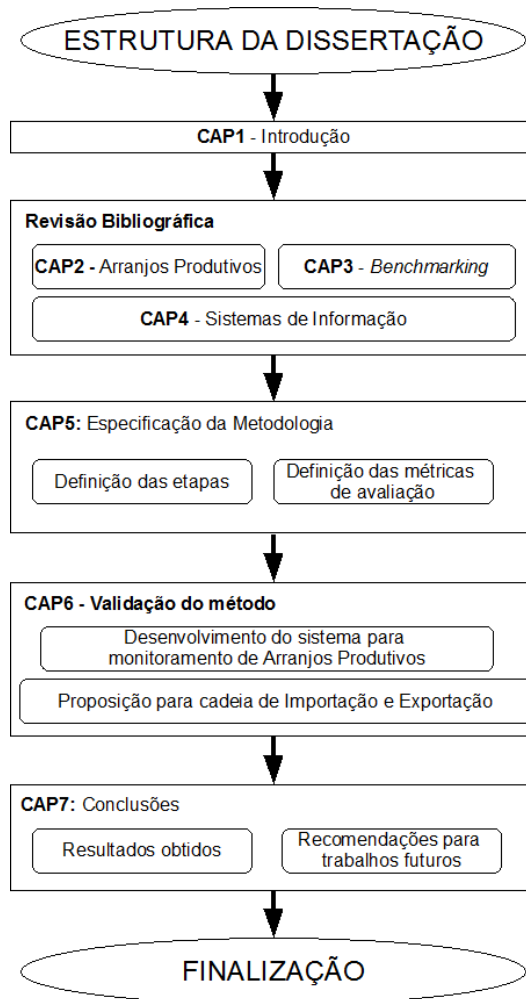 ESTRUTURA DA DISSERTAÇÃO
CAP1 - Introdução
Revisão Bibliográfica
CAP2 - Arranjos Produtivos
CAP3 - Benchmarking
CAP4 - Sistemas de Informação
CAP5: Especificação da Metodologia
Definição das etapas
Definição das métricas
de avaliação
CAP6 - Validação do método
Desenvolvimento do sistema para
monitoramento de Arranjos Produtivos
Proposição para cadeia de Importação e Exportação
CAP7: Conclusões
Resultados obtidos
Recomendações para
trabalhos futuros
FINALIZAÇÃO